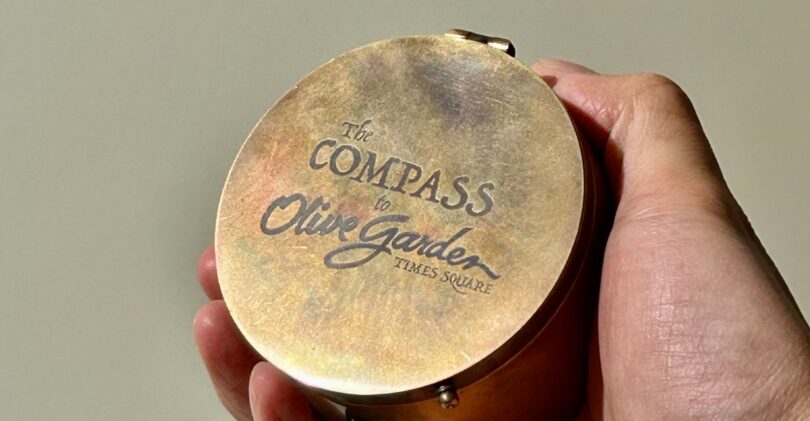 The
COMPASS
to
Olive Garden
TIMES SQUARE